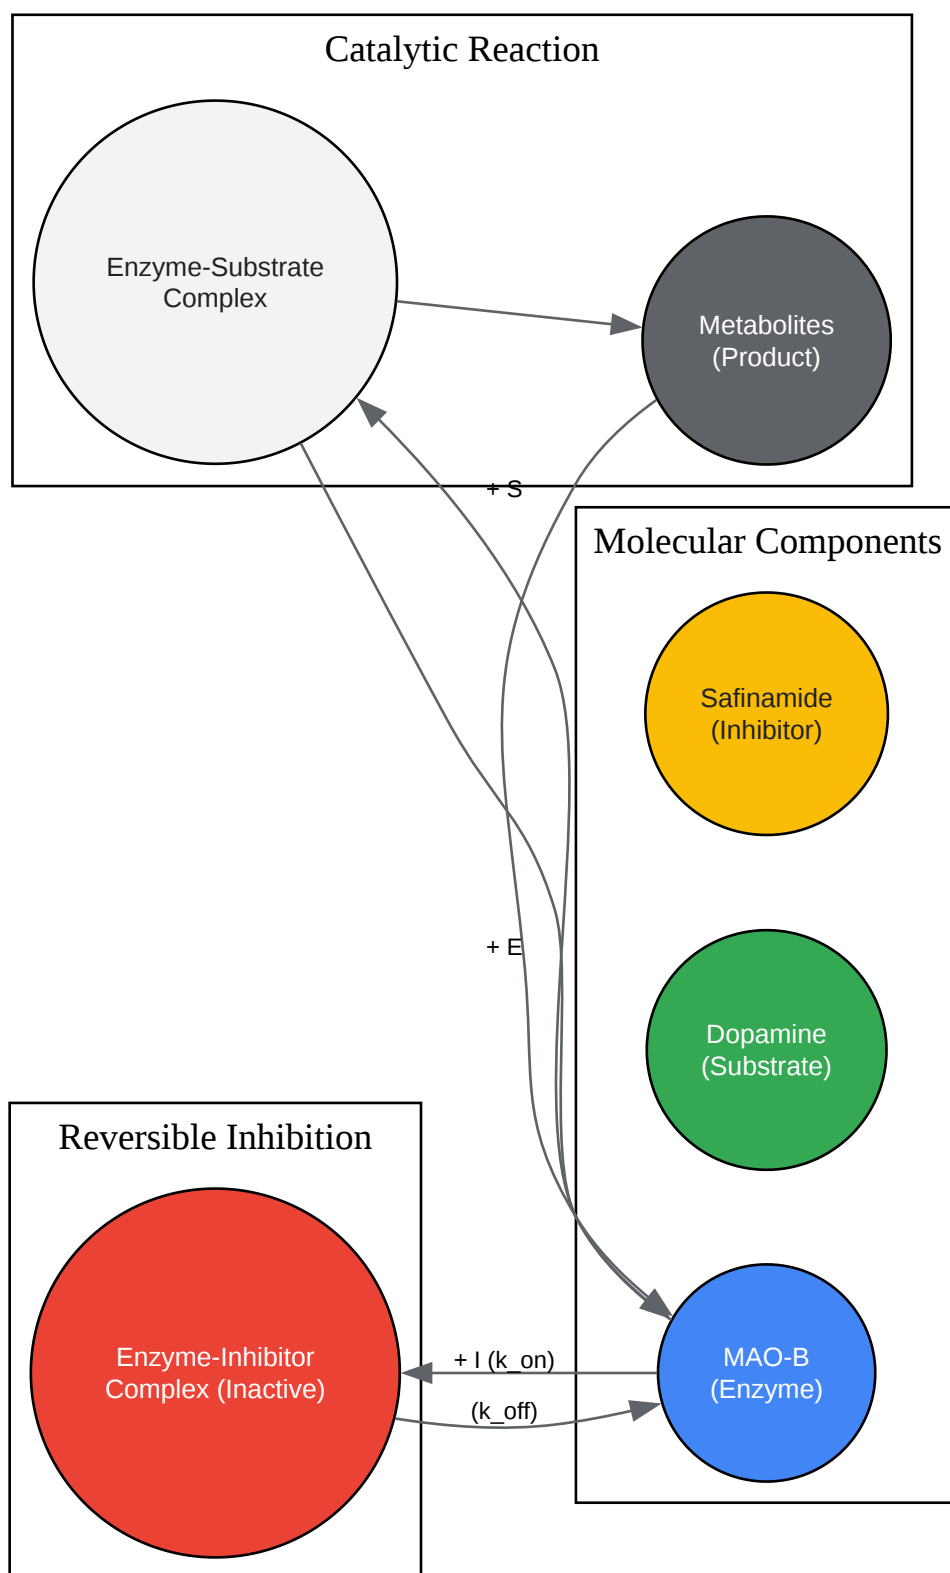 Catalytic Reaction
Enzyme-Substrate
Complex
Metabolites
(Product)
+ S
Molecular Components
Safinamide
(Inhibitor)
+ E
Dopamine
(Substrate)
Reversible Inhibition
Enzyme-Inhibitor
Complex (Inactive)
+ I (k_on)
(k_off)
MAO-B
(Enzyme)